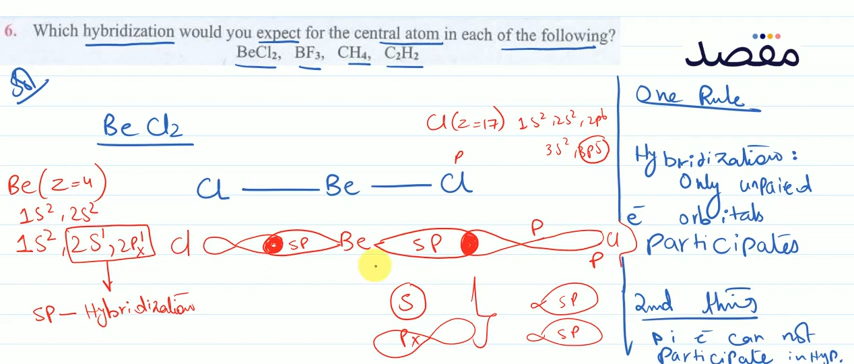 6. Which hybridization would you expect for the central atom in each of the following?
BeCl₂, BF₃, CH₄, C₂H₂
مقصد
Sol
BeCl₂
Cl(Z=17) 1S², 2S², 2p⁶
3S², 3p5
Be(Z=4)
1S², 2S²
1S², 2S¹, 2Pₓ¹
SP – Hybridization
P
Cl — Be — Cl
Cl SP Be SP P Cl
P
S
Px
SP
SP
One Rule
Hybridization:
Only unpaired
e orbitals
Participates
2nd thing
Pi e can not
Participate in Hyp.